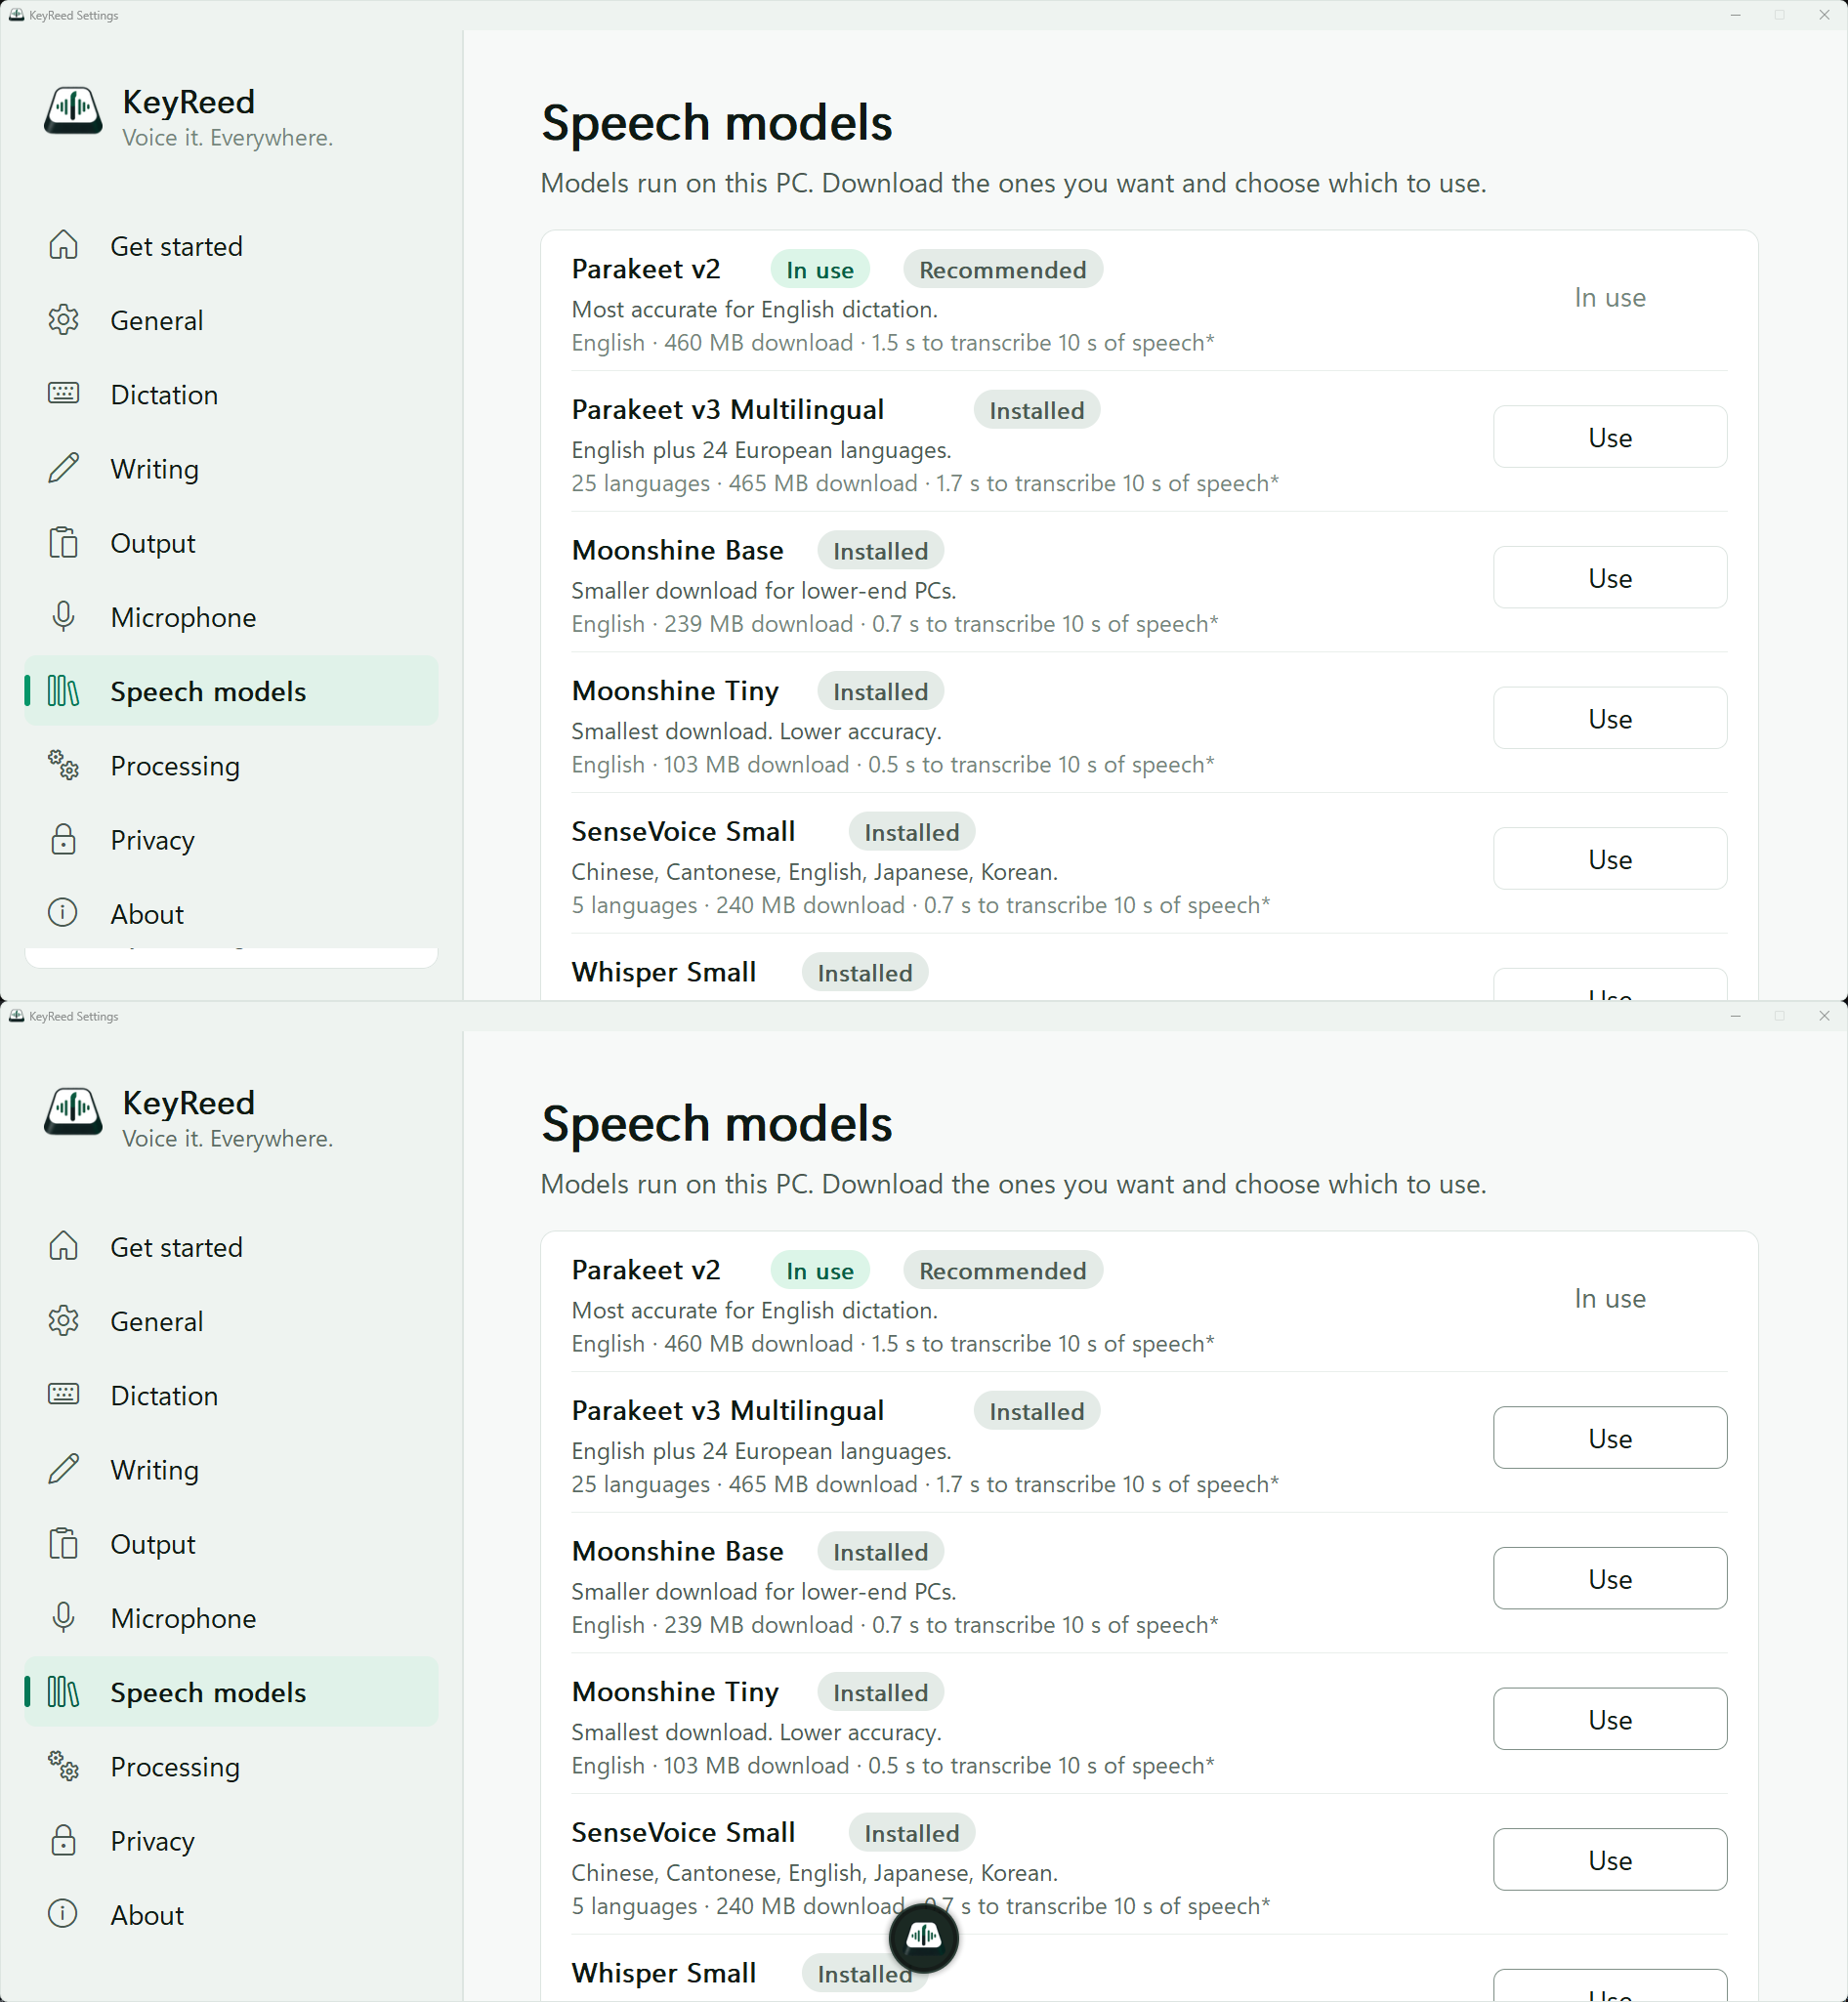 KeyReed Settings
KeyReed
Voice it. Everywhere.
Get started
General
Dictation
Writing
Output
Microphone
Speech models
Processing
Privacy
About
Speech models
Models run on this PC. Download the ones you want and choose which to use.
Parakeet v2 In use Recommended
Most accurate for English dictation.
English · 460 MB download · 1.5 s to transcribe 10 s of speech*
In use
Parakeet v3 Multilingual Installed
English plus 24 European languages.
25 languages · 465 MB download · 1.7 s to transcribe 10 s of speech*
Use
Moonshine Base Installed
Smaller download for lower-end PCs.
English · 239 MB download · 0.7 s to transcribe 10 s of speech*
Use
Moonshine Tiny Installed
Smallest download. Lower accuracy.
English · 103 MB download · 0.5 s to transcribe 10 s of speech*
Use
SenseVoice Small Installed
Chinese, Cantonese, English, Japanese, Korean.
5 languages · 240 MB download · 0.7 s to transcribe 10 s of speech*
Use
Whisper Small Installed
Use
KeyReed Settings
KeyReed
Voice it. Everywhere.
Get started
General
Dictation
Writing
Output
Microphone
Speech models
Processing
Privacy
About
Speech models
Models run on this PC. Download the ones you want and choose which to use.
Parakeet v2 In use Recommended
Most accurate for English dictation.
English · 460 MB download · 1.5 s to transcribe 10 s of speech*
In use
Parakeet v3 Multilingual Installed
English plus 24 European languages.
25 languages · 465 MB download · 1.7 s to transcribe 10 s of speech*
Use
Moonshine Base Installed
Smaller download for lower-end PCs.
English · 239 MB download · 0.7 s to transcribe 10 s of speech*
Use
Moonshine Tiny Installed
Smallest download. Lower accuracy.
English · 103 MB download · 0.5 s to transcribe 10 s of speech*
Use
SenseVoice Small Installed
Chinese, Cantonese, English, Japanese, Korean.
5 languages · 240 MB download 0.7 s to transcribe 10 s of speech*
Use
Whisper Small Installed
Use